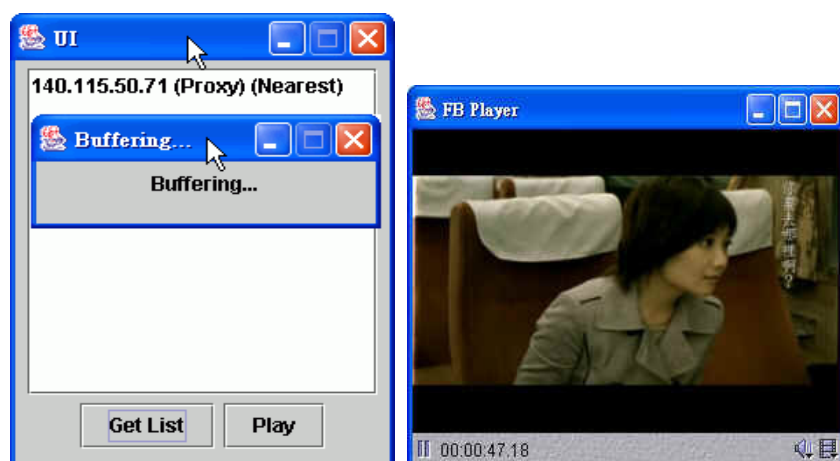 UI
140.115.50.71 (Proxy) (Nearest)
Buffering...
Buffering...
Get List
Play
FB Player
00:00:47.18